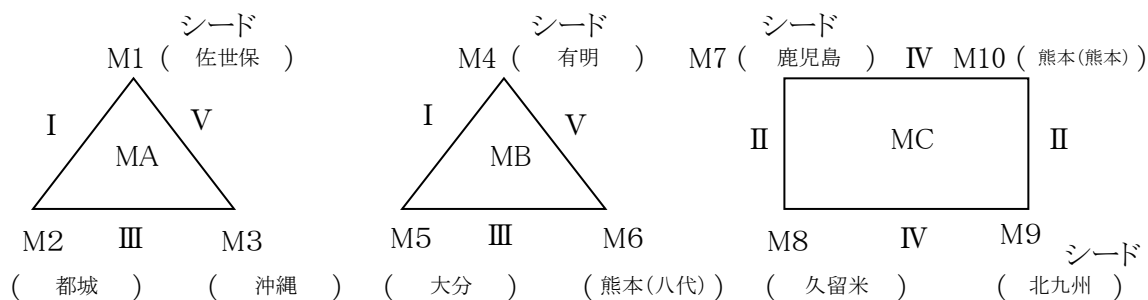 シード シード シード
M1 ( 佐世保 ) M4 ( 有明 ) M7 ( 鹿児島 ) Ⅳ M10 ( 熊本(熊本) )
Ⅰ Ⅴ Ⅰ Ⅴ
MA MB Ⅱ MC Ⅱ
M2 Ⅲ M3 M5 Ⅲ M6 M8 Ⅳ M9
シード
( 都城 ) ( 沖縄 ) ( 大分 ) (熊本(八代) ) ( 久留米 ) ( 北九州 )